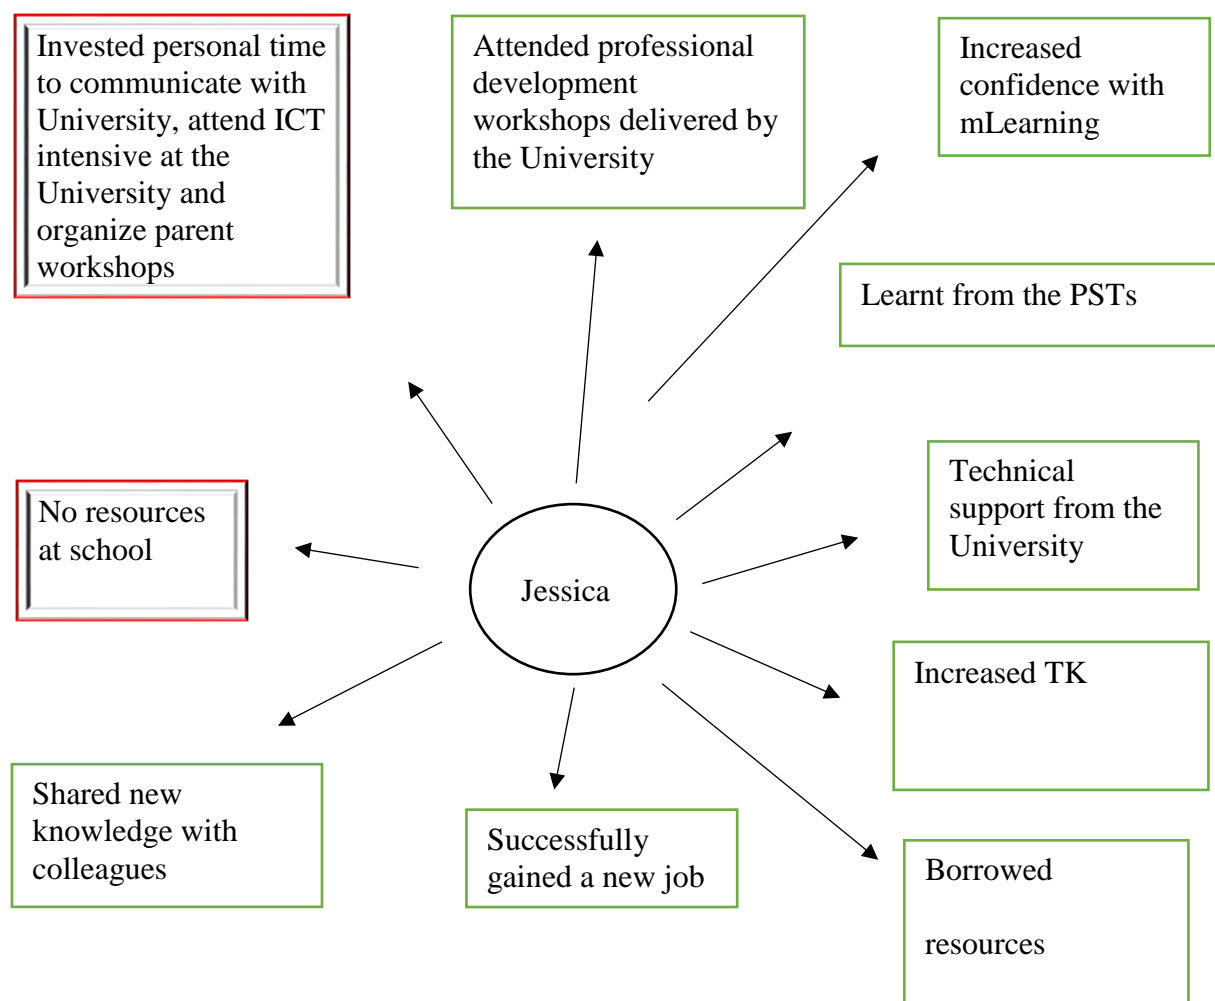 Invested personal time
to communicate with
University, attend ICT
intensive at the
University and
organize parent
workshops
Attended professional
development
workshops delivered by
the University
Increased
confidence with
mLearning
Learnt from the PSTs
No resources
at school
Technical
support from the
University
Jessica
Increased TK
Shared new
knowledge with
colleagues
Successfully
gained a new job
Borrowed
resources